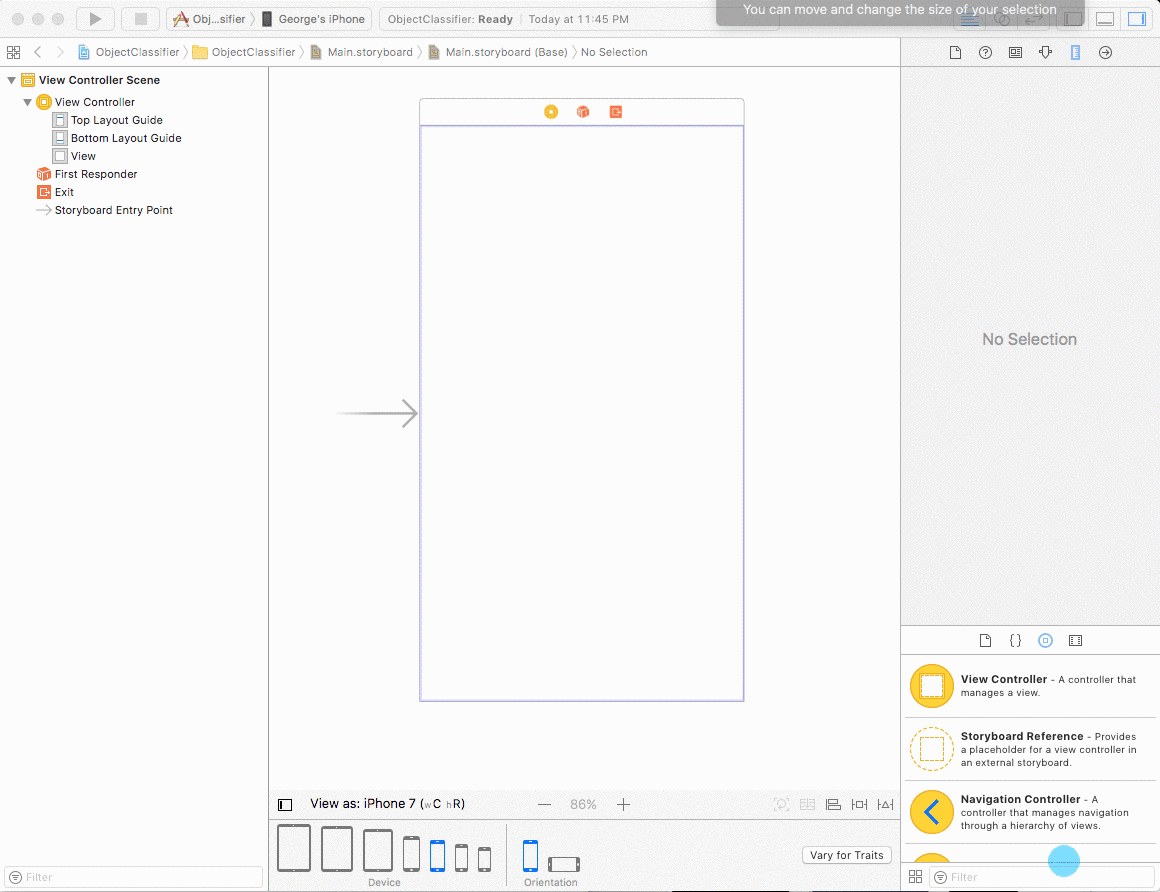 You can move and change the size of your selection
Obj...sifier George's iPhone ObjectClassifier: Ready Today at 11:45 PM
ObjectClassifier ObjectClassifier Main.storyboard Main.storyboard (Base) No Selection
View Controller Scene
View Controller
Top Layout Guide
Bottom Layout Guide
View
First Responder
Exit
Storyboard Entry Point
Filter
View as: iPhone 7 (wC hR)
86%
Device
Orientation
Vary for Traits
No Selection
View Controller - A controller that
manages a view.
Storyboard Reference - Provides
a placeholder for a view controller in
an external storyboard.
Navigation Controller - A
controller that manages navigation
through a hierarchy of views.
Filter